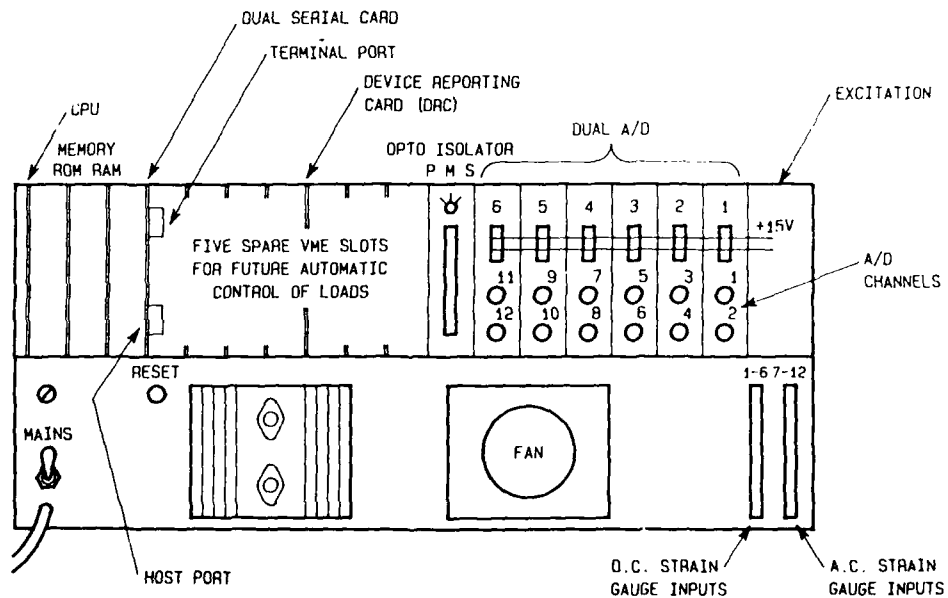 DUAL SERIAL CARD
TERMINAL PORT
DEVICE REPORTING
CARD (DRC)
EXCITATION
CPU
DUAL A/D
MEMORY
ROM RAM
OPTO ISOLATOR
P M S
6 5 4 3 2 1
+15V
FIVE SPARE VME SLOTS
FOR FUTURE AUTOMATIC
CONTROL OF LOADS
A/D
CHANNELS
11 9 7 5 3 1
12 10 8 6 4 2
RESET
1-6 7-12
MAINS
FAN
HOST PORT
D.C. STRAIN
GAUGE INPUTS
A.C. STRAIN
GAUGE INPUTS